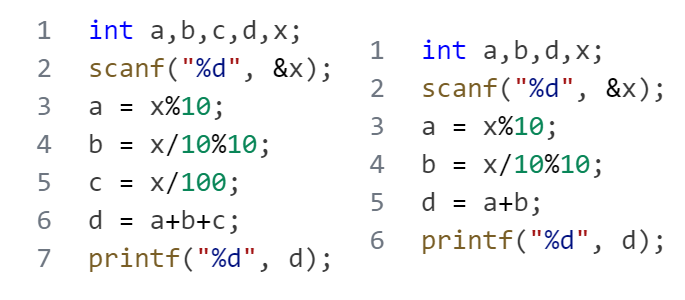 1 int a,b,c,d,x;
2 scanf("%d", &x);
3 a = x%10;
4 b = x/10%10;
5 c = x/100;
6 d = a+b+c;
7 printf("%d", d);
1 int a,b,d,x;
2 scanf("%d", &x);
3 a = x%10;
4 b = x/10%10;
5 d = a+b;
6 printf("%d", d);